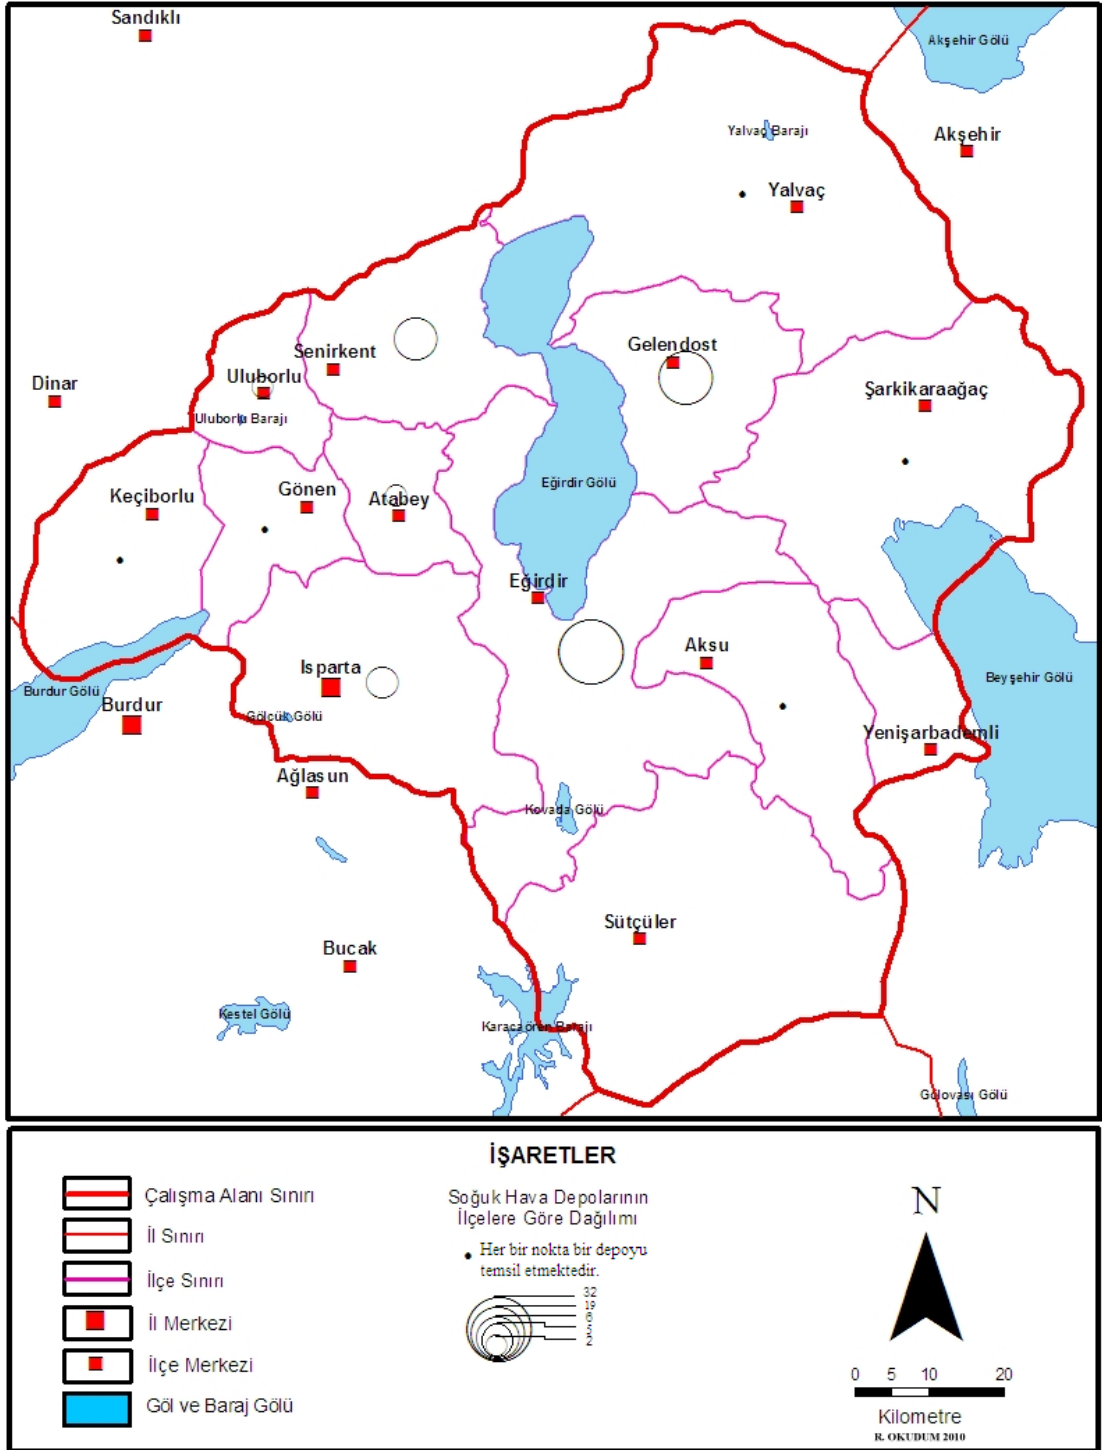 Sandıklı
Akşehir Gölü
Yalvaç Barajı
Akşehir
Yalvaç
Senirkent
Gelendost
Dinar
Uluborlu
Şarkikaraağaç
Uluborlu Barajı
Keçiborlu
Gönen
Atabey
Eğirdir Gölü
Eğirdir
Isparta
Aksu
Burdur Gölü
Beyşehir Gölü
Burdur
Gölcük Gölü
Yenişarbademli
Ağlasun
Kovada Gölü
Sütçüler
Bucak
Kestel Gölü
Karacaören Barajı
Gölovası Gölü
İŞARETLER
Çalışma Alanı Sınırı
İl Sınırı
İlçe Sınırı
İl Merkezi
İlçe Merkezi
Göl ve Baraj Gölü
Soğuk Hava Depolarının
İlçelere Göre Dağılımı
Her bir nokta bir depoyu
temsil etmektedir.
32
19
6
2
N
0 5 10 20
Kilometre
R. OKUDUM 2010